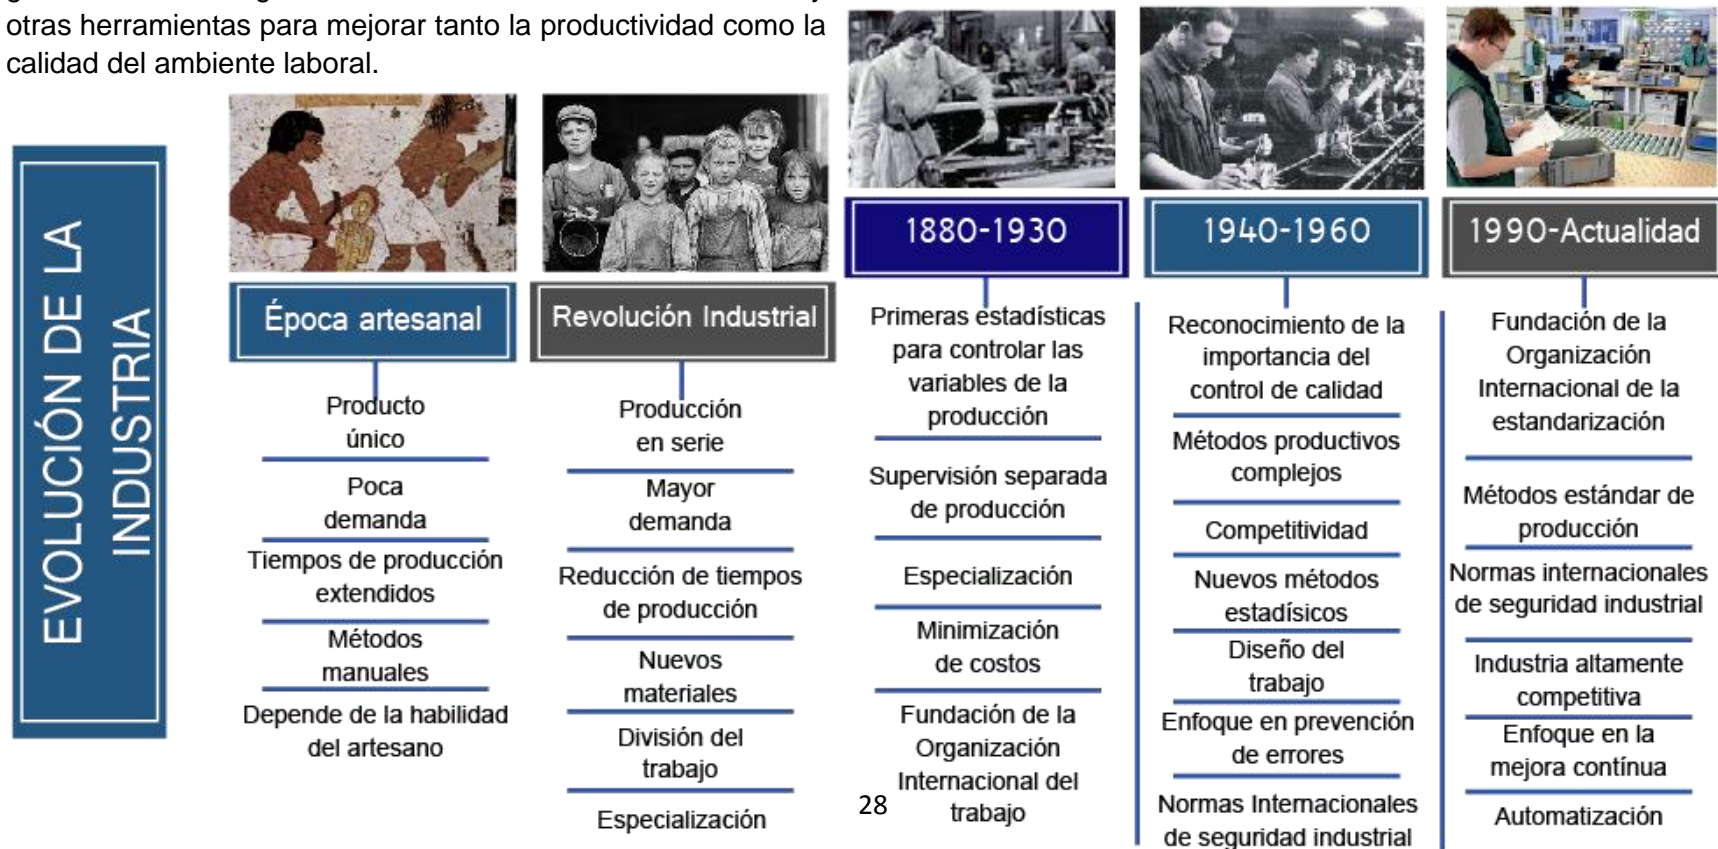 otras herramientas para mejorar tanto la productividad como la
calidad del ambiente laboral.
EVOLUCIÓN DE LA
INDUSTRIA
Época artesanal
Producto
único
Poca
demanda
Tiempos de producción
extendidos
Métodos
manuales
Depende de la habilidad
del artesano
Revolución Industrial
Producción
en serie
Mayor
demanda
Reducción de tiempos
de producción
Nuevos
materiales
División del
trabajo
Especialización
1880-1930
Primeras estadísticas
para controlar las
variables de la
producción
Supervisión separada
de producción
Especialización
Minimización
de costos
Fundación de la
Organización
Internacional del
trabajo
28
1940-1960
Reconocimiento de la
importancia del
control de calidad
Métodos productivos
complejos
Competitividad
Nuevos métodos
estadísicos
Diseño del
trabajo
Enfoque en prevención
de errores
Normas Internacionales
de seguridad industrial
1990-Actualidad
Fundación de la
Organización
Internacional de la
estandarización
Métodos estándar de
producción
Normas internacionales
de seguridad industrial
Industria altamente
competitiva
Enfoque en la
mejora contínua
Automatización